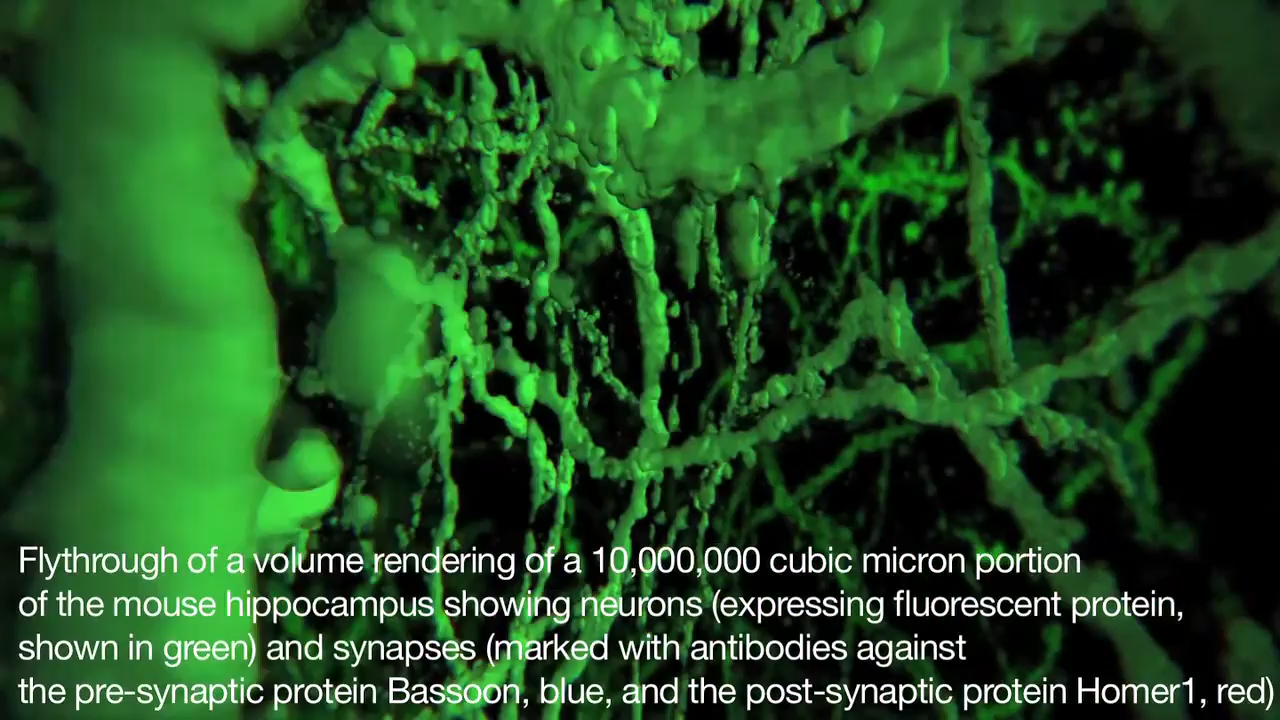 Flythrough of a volume rendering of a 10,000,000 cubic micron portion
of the mouse hippocampus showing neurons (expressing fluorescent protein,
shown in green) and synapses (marked with antibodies against
the pre-synaptic protein Bassoon, blue, and the post-synaptic protein Homer1, red)